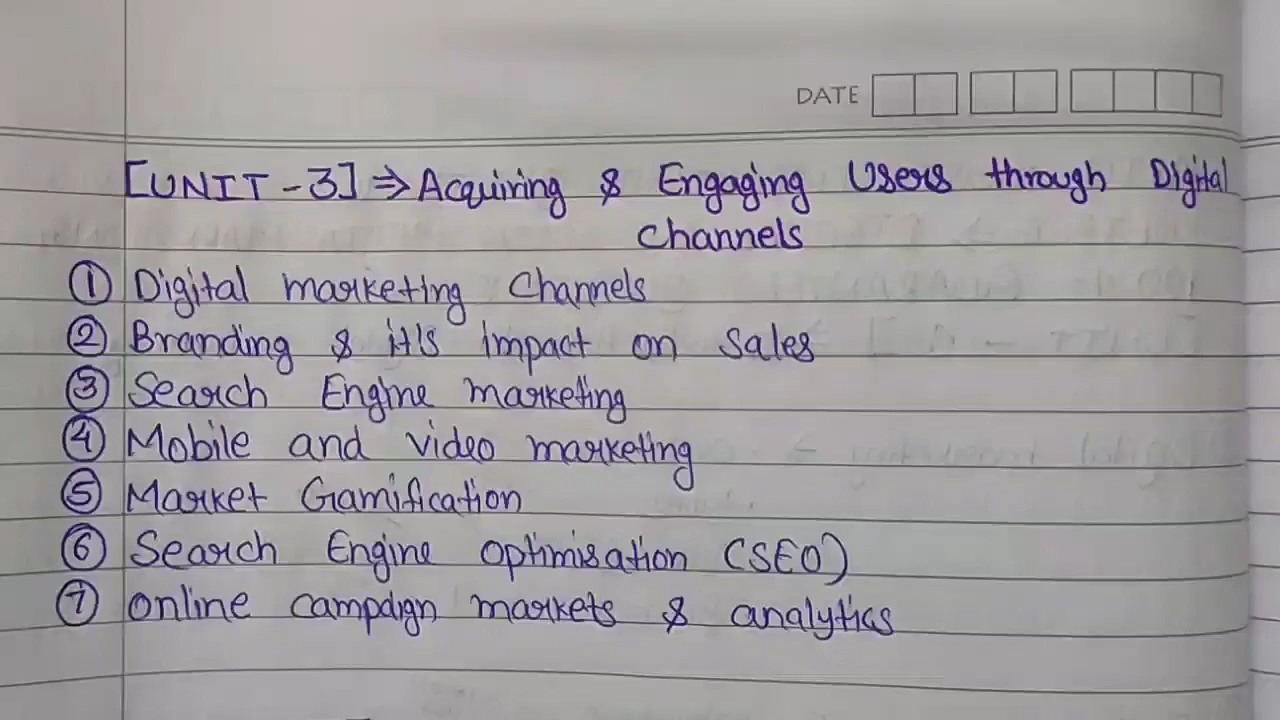 DATE
[UNIT-3] ⇒ Acquiring & Engaging Users through Digital
Channels
① Digital marketing Channels
② Branding & it's impact on sales
③ Search Engine marketing
④ Mobile and video marketing
⑤ Market Gamification
⑥ Search Engine optimisation (SEO)
⑦ online campaign markets & analytics